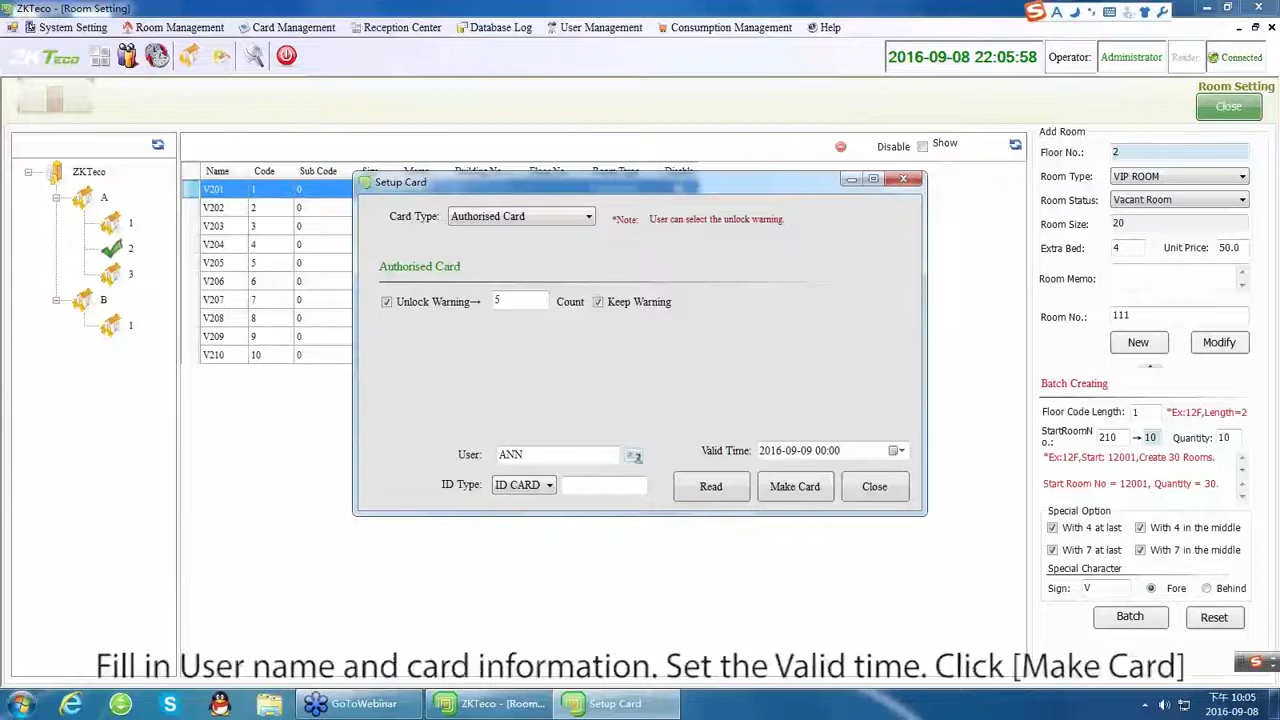 ZKTeco - [Room Setting]
System Setting
Room Management
Card Management
Reception Center
Database Log
User Management
Consumption Management
Help
ZKTeco
2016-09-08 22:05:58
Operator:
Administrator
Reader:
Connected
Room Setting
Close
Disable
Show
Add Room
Floor No.: 2
Room Type: VIP ROOM
Room Status: Vacant Room
Room Size: 20
Extra Bed: 4 Unit Price: 50.0
Room Memo:
Room No.: 111
New
Modify
Batch Creating
Floor Code Length: 1 *Ex:12F,Length=2
StartRoomN
o.: 210 → 10 Quantity: 10
*Ex:12F,Start: 12001,Create 30 Rooms.
Start Room No = 12001, Quantity = 30.
Special Option
With 4 at last
With 4 in the middle
With 7 at last
With 7 in the middle
Special Character
Sign: V
Fore
Behind
Batch
Reset
ZKTeco
A
1
2
3
B
1
Name Code Sub Code
V201 1 0
V202 2 0
V203 3 0
V204 4 0
V205 5 0
V206 6 0
V207 7 0
V208 8 0
V209 9 0
V210 10 0
Setup Card
Card Type: Authorised Card
*Note: User can select the unlock warning.
Authorised Card
Unlock Warning→ 5 Count
Keep Warning
User: ANN
Valid Time: 2016-09-09 00:00
ID Type: ID CARD
Read
Make Card
Close
Fill in User name and card information. Set the Valid time. Click [Make Card]
GoToWebinar
ZKTeco - [Room...
Setup Card
下午 10:05
2016-09-08